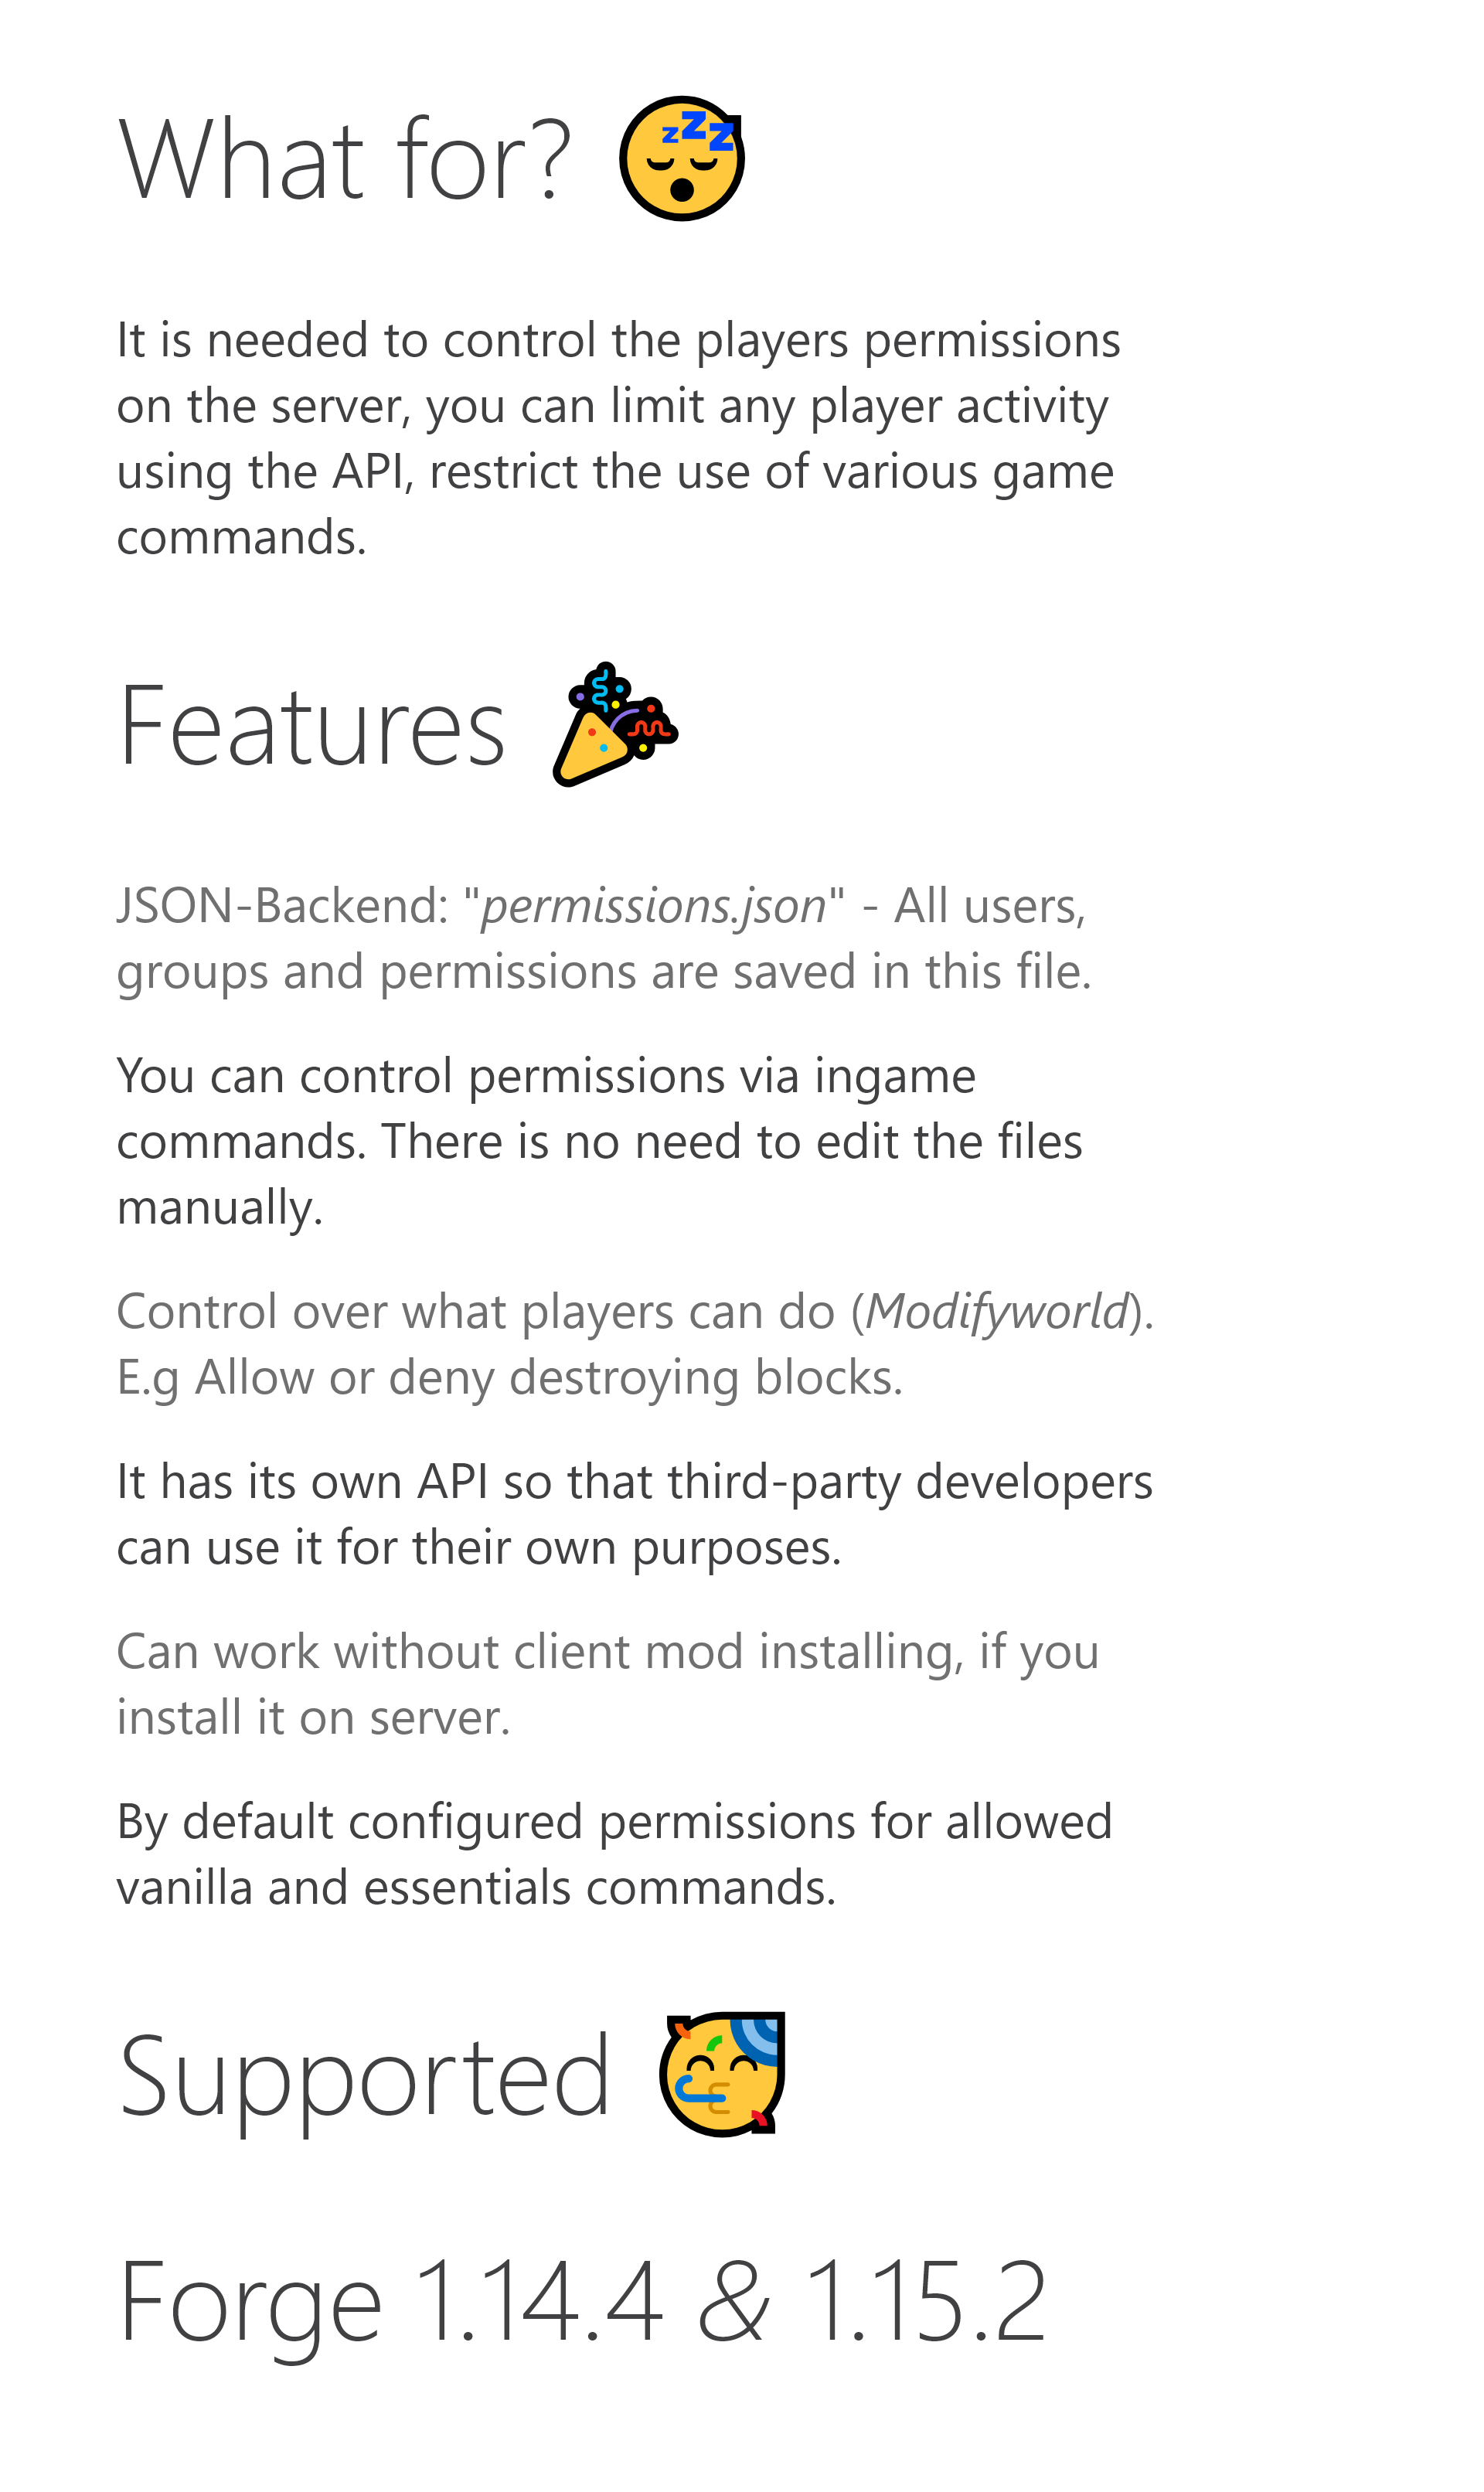 What for? 😴
It is needed to control the players permissions
on the server, you can limit any player activity
using the API, restrict the use of various game
commands.
Features 🎉
JSON-Backend: "permissions.json" - All users,
groups and permissions are saved in this file.
You can control permissions via ingame
commands. There is no need to edit the files
manually.
Control over what players can do (Modifyworld).
E.g Allow or deny destroying blocks.
It has its own API so that third-party developers
can use it for their own purposes.
Can work without client mod installing, if you
install it on server.
By default configured permissions for allowed
vanilla and essentials commands.
Supported 🥳
Forge 1.14.4 & 1.15.2